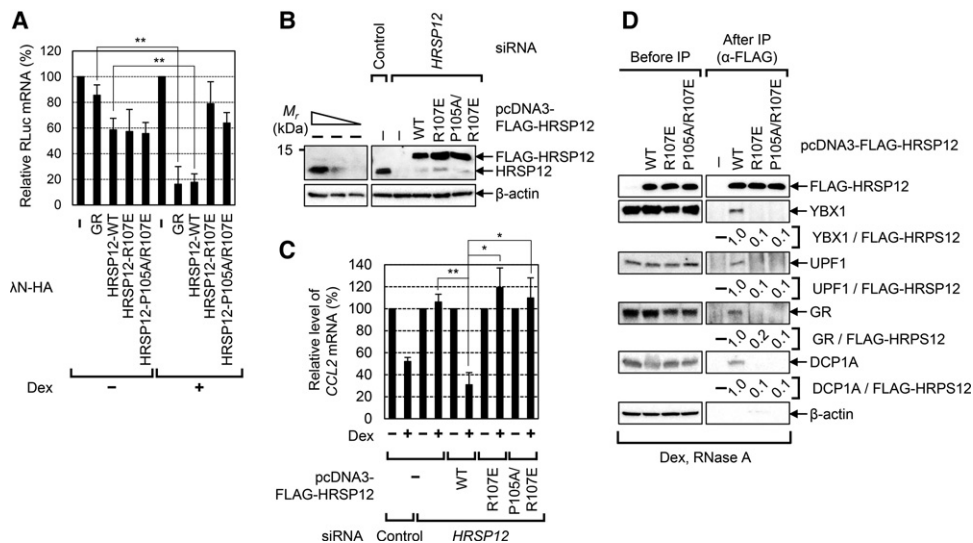 A
Relative RLuc mRNA (%)
120
100
80
60
40
20
0
**
**
–
GR
HRSP12-WT
HRSP12-R107E
HRSP12-P105A/R107E
–
GR
HRSP12-WT
HRSP12-R107E
HRSP12-P105A/R107E
λN-HA
Dex – +
B
Control HRSP12 siRNA
Mr (kDa)
– – – – – WT R107E P105A/R107E
pcDNA3-FLAG-HRSP12
15
FLAG-HRSP12
HRSP12
β-actin
C
Relative level of CCL2 mRNA (%)
140
120
100
80
60
40
20
0
**
*
*
– + – + – + – + – +
Dex
pcDNA3-FLAG-HRSP12 – WT R107E P105A/R107E
siRNA Control HRSP12
D
Before IP
After IP (α-FLAG)
– WT R107E P105A/R107E
– WT R107E P105A/R107E
pcDNA3-FLAG-HRSP12
FLAG-HRSP12
YBX1
– 1.0 0.1 0.1 YBX1 / FLAG-HRPS12
UPF1
– 1.0 0.1 0.1 UPF1 / FLAG-HRSP12
GR
– 1.0 0.2 0.1 GR / FLAG-HRPS12
DCP1A
– 1.0 0.1 0.1 DCP1A / FLAG-HRPS12
β-actin
Dex, RNase A